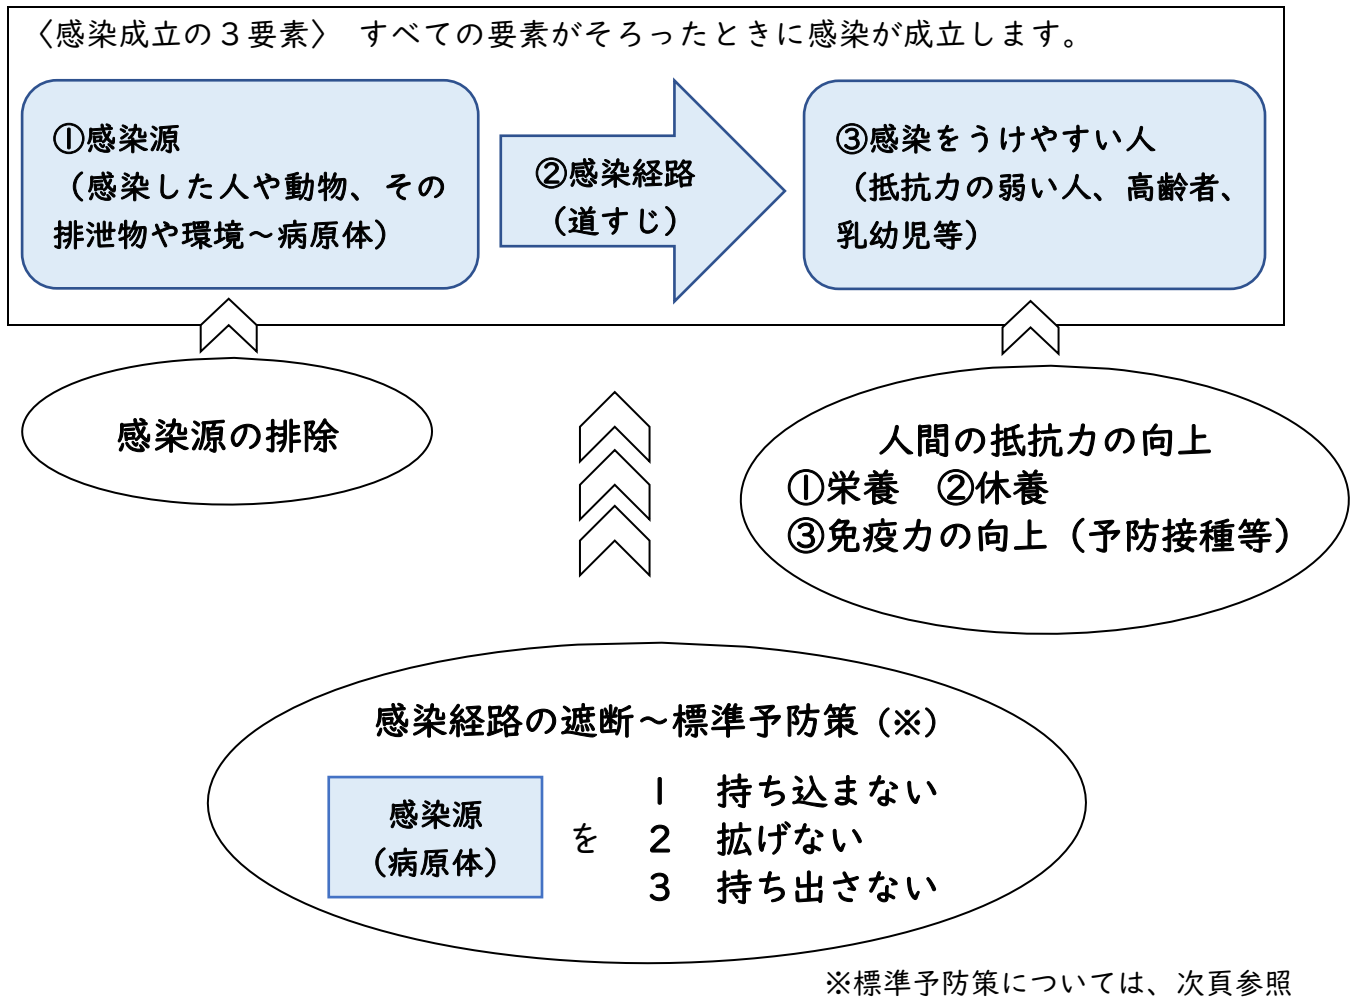 〈感染成立の３要素〉　すべての要素がそろったときに感染が成立します。
①感染源
（感染した人や動物、その
排泄物や環境～病原体）
②感染経路
（道すじ）
③感染をうけやすい人
（抵抗力の弱い人、高齢者、
乳幼児等）
感染源の排除
人間の抵抗力の向上
①栄養　②休養
③免疫力の向上（予防接種等）
感染経路の遮断～標準予防策（※）
感染源
（病原体）
を
１　持ち込まない
２　拡げない
３　持ち出さない
※標準予防策については、次頁参照